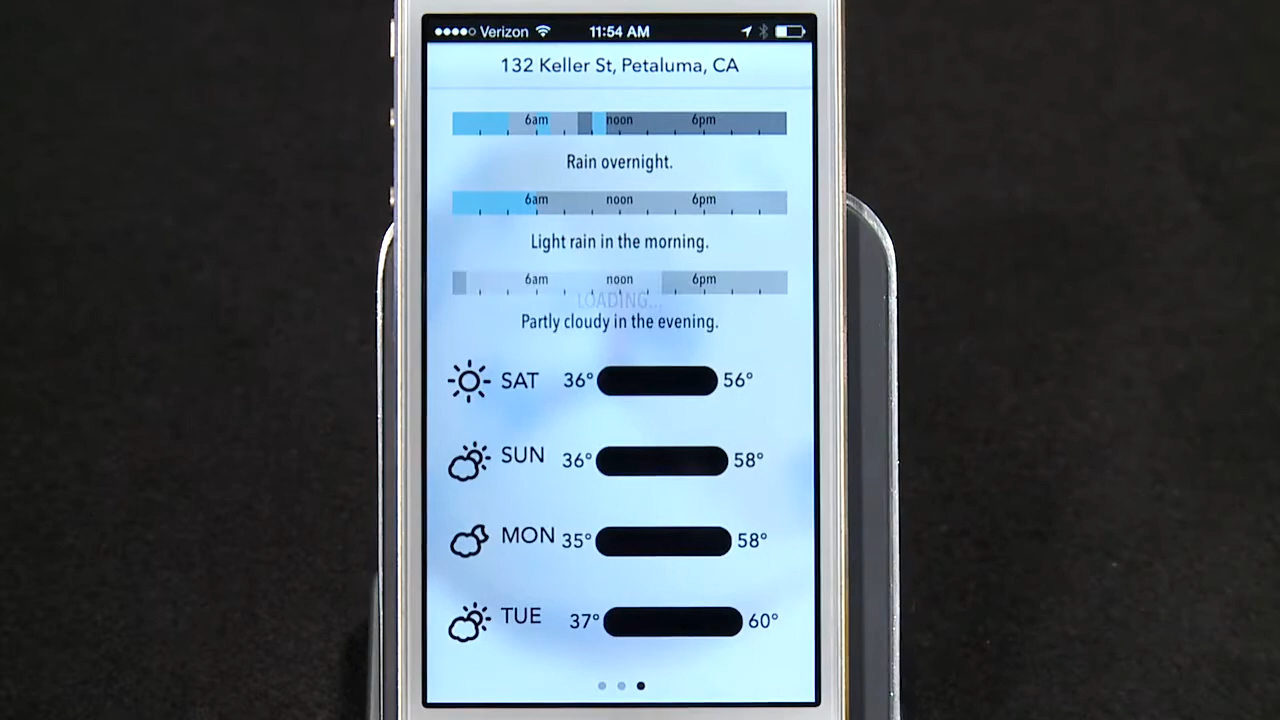 Verizon 11:54 AM
132 Keller St, Petaluma, CA
6am noon 6pm
Rain overnight.
6am noon 6pm
Light rain in the morning.
6am noon 6pm
LOADING...
Partly cloudy in the evening.
SAT 36° 56°
SUN 36° 58°
MON 35° 58°
TUE 37° 60°